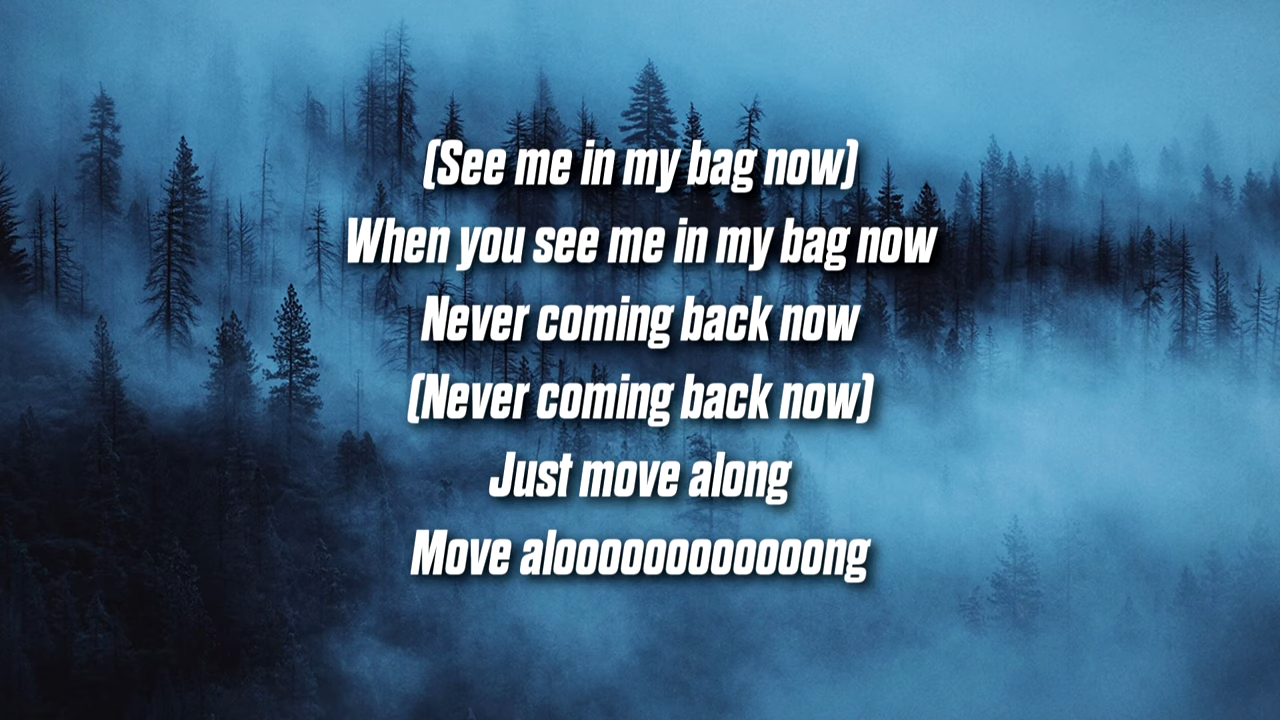 (See me in my bag now)
When you see me in my bag now
Never coming back now
(Never coming back now)
Just move along
Move alooooooooooooong